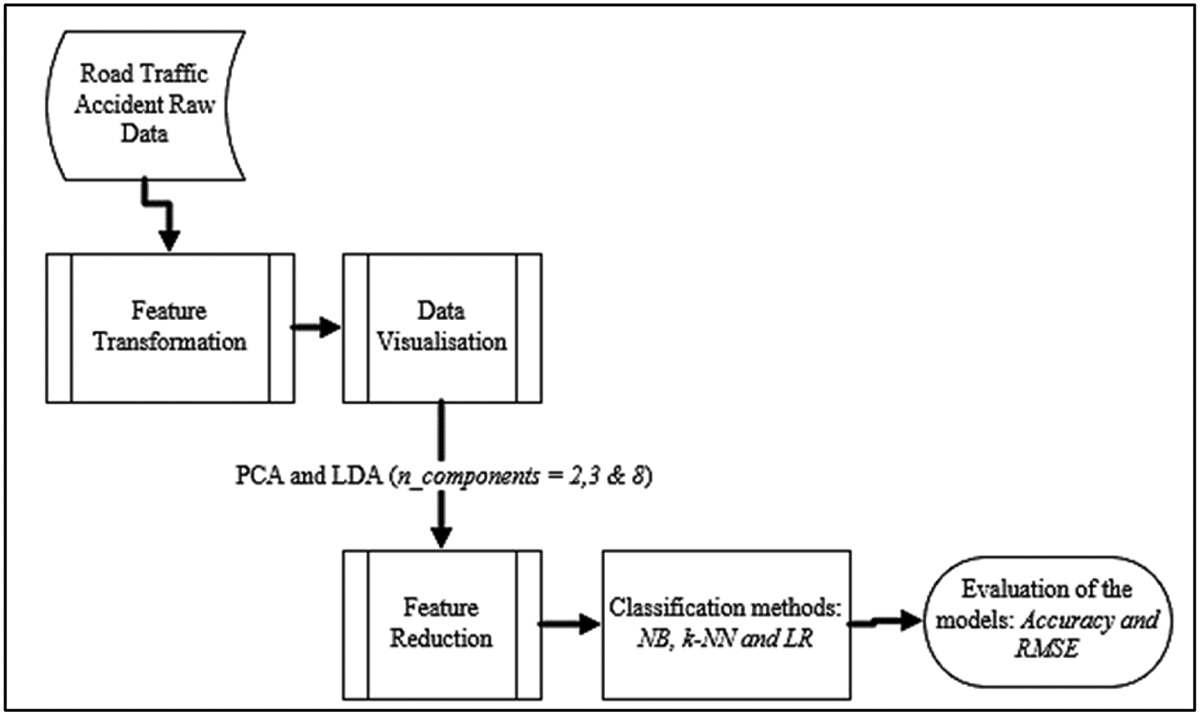 Road Traffic
Accident Raw
Data
Feature
Transformation
Data
Visualisation
PCA and LDA (n_components = 2,3 & 8)
Feature
Reduction
Classification methods:
NB, k-NN and LR
Evaluation of the
models: Accuracy and
RMSE